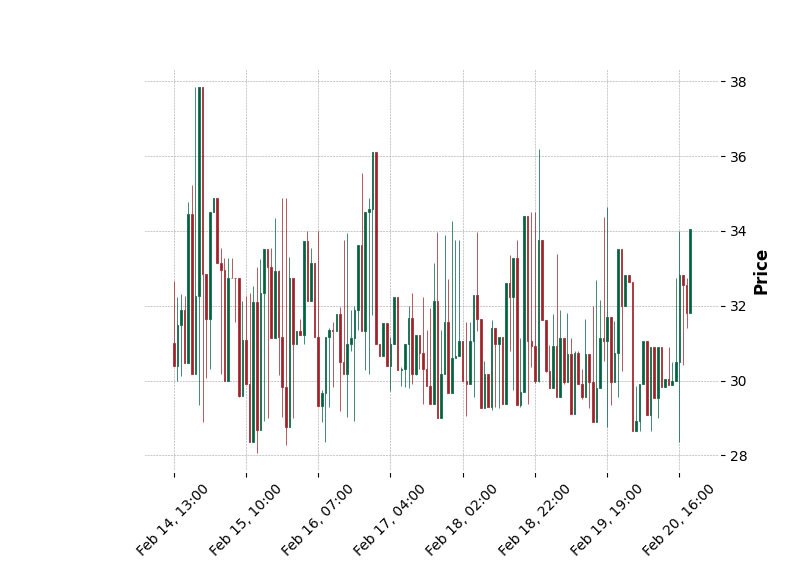 38
36
34
32
30
28
Price
Feb 14, 13:00
Feb 15, 10:00
Feb 16, 07:00
Feb 17, 04:00
Feb 18, 02:00
Feb 18, 22:00
Feb 19, 19:00
Feb 20, 16:00